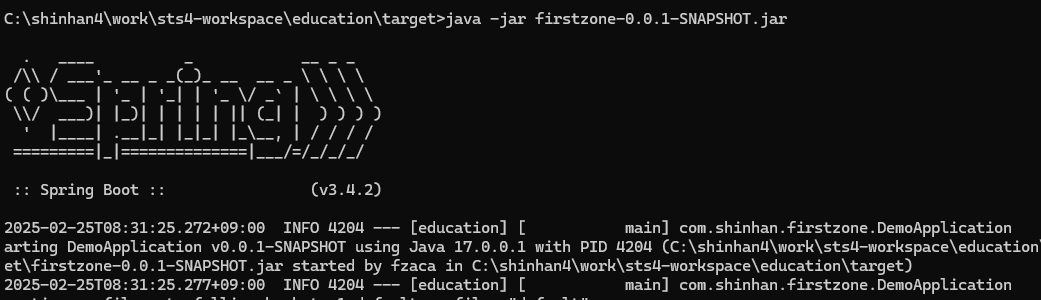 C:\shinhan4\work\sts4-workspace\education\target>java -jar firstzone-0.0.1-SNAPSHOT.jar
  .   ____          _            __ _ _
 /\\ / ___'_ __ _ _(_)_ __  __ _ \ \ \ \
( ( )\___ | '_ | '_| | '_ \/ _` | \ \ \ \
 \\/  ___)| |_)| | | | | || (_| |  ) ) ) )
  '  |____| .__|_| |_|_| |_\__, | / / / /
 =========|_|==============|___/=/_/_/_/
 :: Spring Boot ::                (v3.4.2)
2025-02-25T08:31:25.272+09:00  INFO 4204 --- [education] [           main] com.shinhan.firstzone.DemoApplication
arting DemoApplication v0.0.1-SNAPSHOT using Java 17.0.0.1 with PID 4204 (C:\shinhan4\work\sts4-workspace\education
et\firstzone-0.0.1-SNAPSHOT.jar started by fzaca in C:\shinhan4\work\sts4-workspace\education\target)
2025-02-25T08:31:25.277+09:00  INFO 4204 --- [education] [           main] com.shinhan.firstzone.DemoApplication